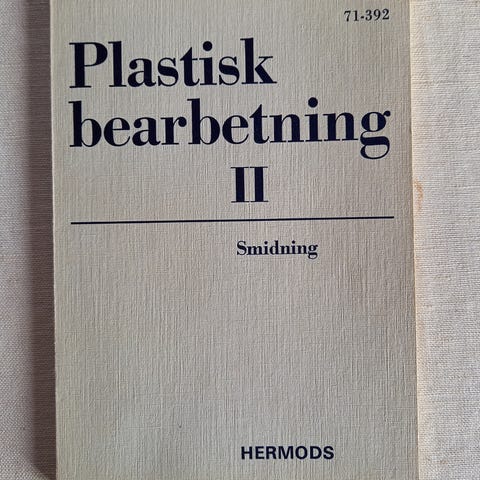 71-392
Plastisk
bearbetning
II
Smidning
HERMODS